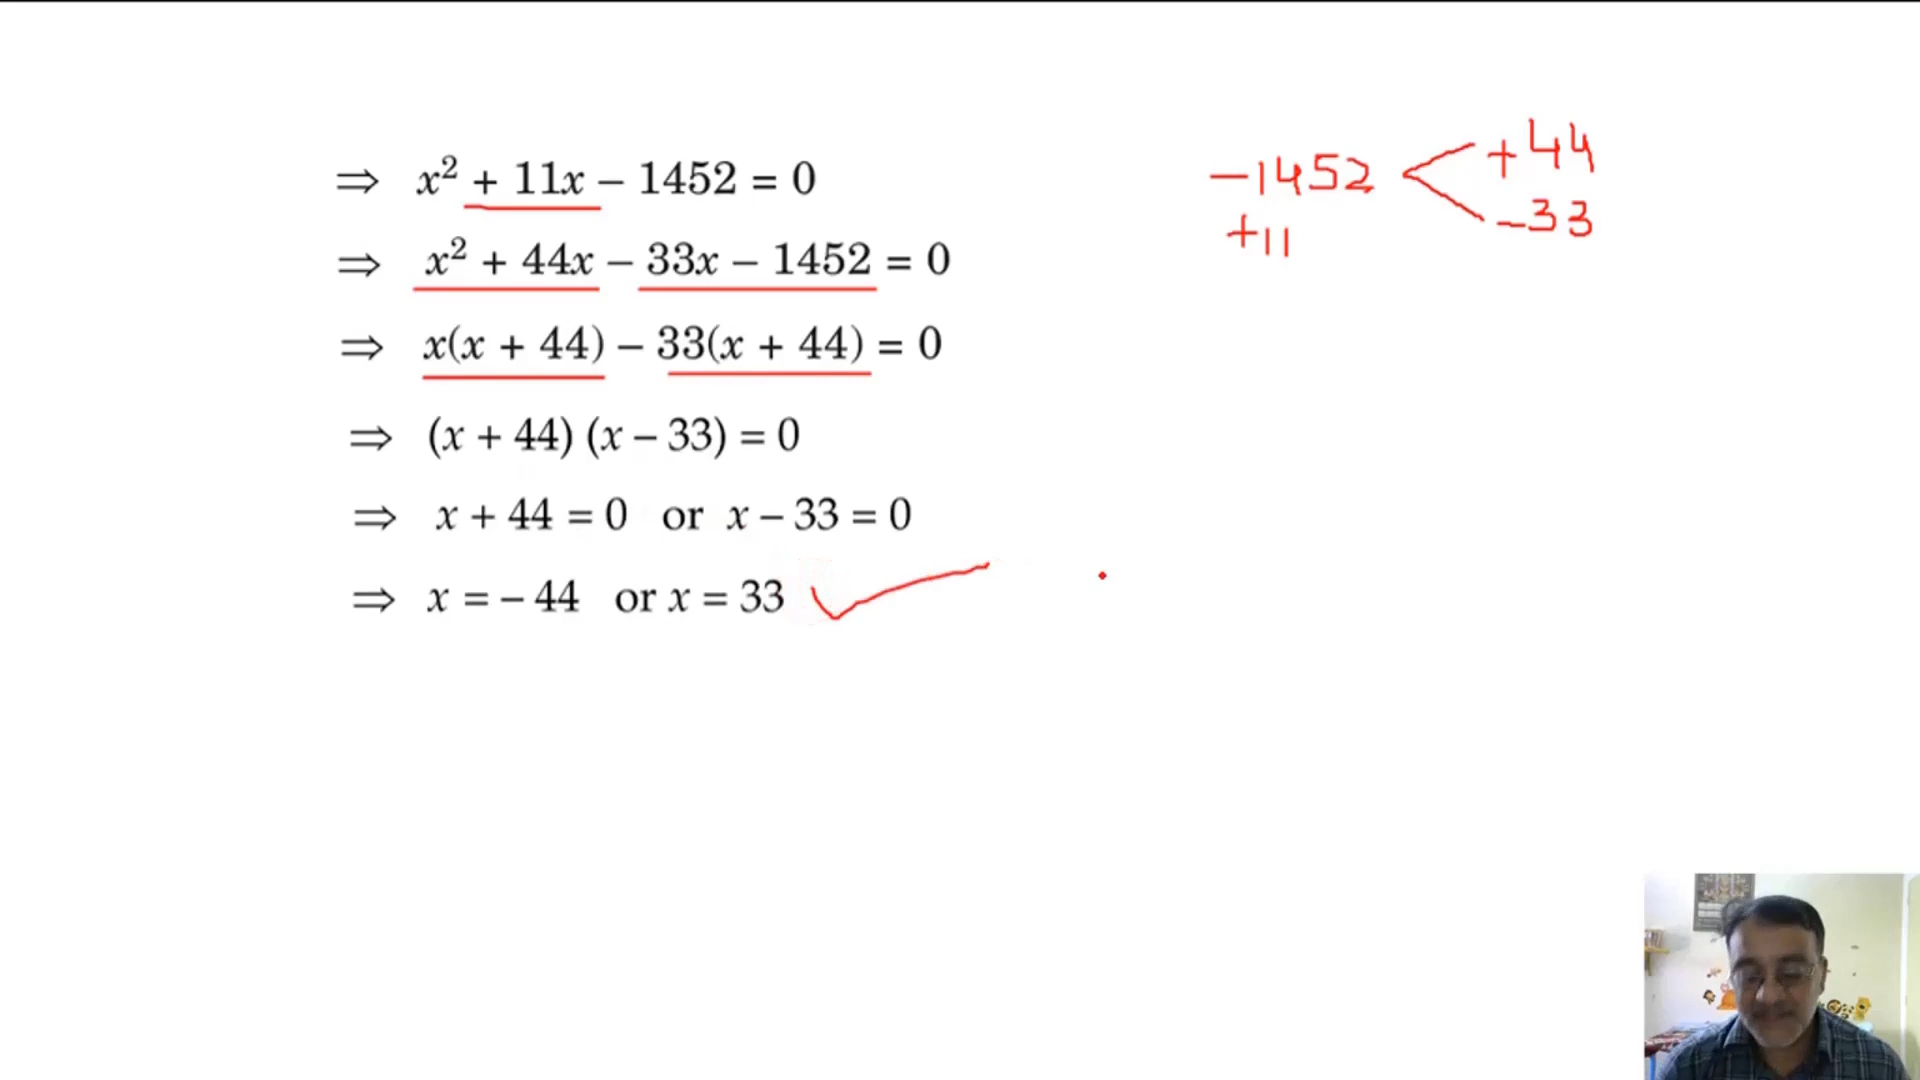 ⇒ x² + 11x – 1452 = 0
⇒ x² + 44x – 33x – 1452 = 0
⇒ x(x + 44) – 33(x + 44) = 0
⇒ (x + 44) (x – 33) = 0
⇒ x + 44 = 0 or x – 33 = 0
⇒ x = – 44 or x = 33
+44
–1452
–33
+11